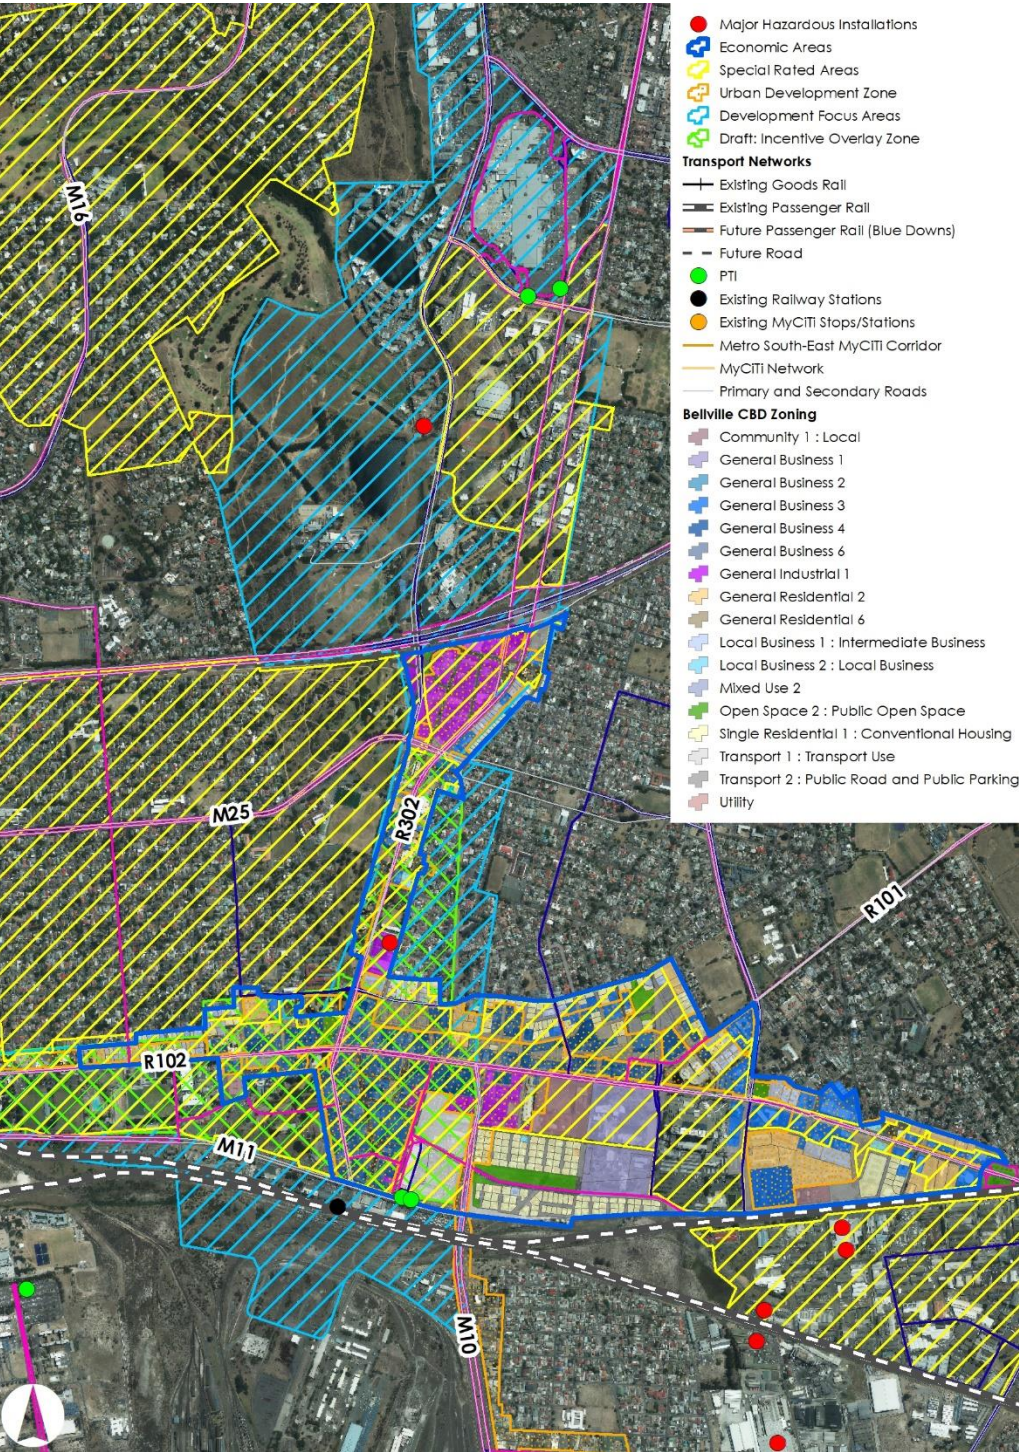 Major Hazardous Installations
Economic Areas
Special Rated Areas
Urban Development Zone
Development Focus Areas
Draft: Incentive Overlay Zone
Transport Networks
Existing Goods Rail
Existing Passenger Rail
Future Passenger Rail (Blue Downs)
Future Road
PTI
Existing Railway Stations
Existing MyCiTi Stops/Stations
Metro South-East MyCiTi Corridor
MyCiTi Network
Primary and Secondary Roads
Bellville CBD Zoning
Community 1 : Local
General Business 1
General Business 2
General Business 3
General Business 4
General Business 6
General Industrial 1
General Residential 2
General Residential 6
Local Business 1 : Intermediate Business
Local Business 2 : Local Business
Mixed Use 2
Open Space 2 : Public Open Space
Single Residential 1 : Conventional Housing
Transport 1 : Transport Use
Transport 2 : Public Road and Public Parking
Utility
M16
M25
R302
R101
R102
M11
M10